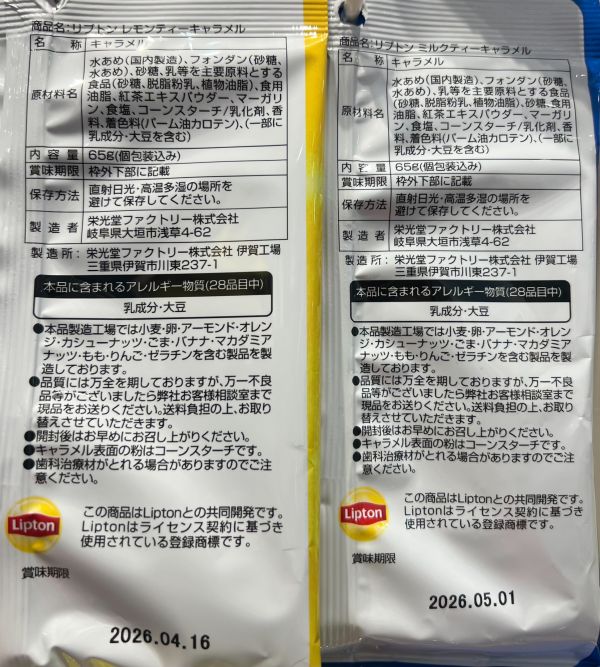 商品名:リプトン レモンティーキャラメル
名 称 キャラメル
原材料名
水あめ(国内製造)、フォンダン(砂糖、
水あめ)、砂糖、乳等を主要原料とする
食品(砂糖、脱脂粉乳、植物油脂)、食用
油脂、紅茶エキスパウダー、マーガリ
ン、食塩、コーンスターチ/乳化剤、香
料、着色料(パーム油カロテン)、(一部に
乳成分・大豆を含む)
内 容 量 65g(個包装込み)
賞味期限 枠外下部に記載
保存方法 直射日光・高温多湿の場所を
避けて保存してください。
製 造 者 栄光堂ファクトリー株式会社
岐阜県大垣市浅草4-62
製 造 所:栄光堂ファクトリー株式会社 伊賀工場
三重県伊賀市川東237-1
本品に含まれるアレルギー物質(28品目中)
乳成分・大豆
●本品製造工場では小麦・卵・アーモンド・オレン
ジ・カシューナッツ・ごま・バナナ・マカダミア
ナッツ・もも・りんご・ゼラチンを含む製品を製
造しております。
●品質には万全を期しておりますが、万一不良
品等がございましたら弊社お客様相談室まで
現品をお送りください。送料負担の上、お取り
替えさせていただきます。
●開封後はお早めにお召し上がりください。
●キャラメル表面の粉はコーンスターチです。
●歯科治療材がとれる場合がありますのでご注
意ください。
Lipton
この商品はLiptonとの共同開発です。
Liptonはライセンス契約に基づき
使用されている登録商標です。
賞味期限
2026.04.16
商品名:リプトン ミルクティーキャラメル
名 称 キャラメル
原材料名
水あめ(国内製造)、フォンダン(砂糖、
水あめ)、乳等を主要原料とする食品
(砂糖、脱脂粉乳、植物油脂)、砂糖、食用
油脂、紅茶エキスパウダー、マーガリ
ン、食塩、コーンスターチ/乳化剤、香
料、着色料(パーム油カロテン)、(一部に
乳成分・大豆を含む)
内 容 量 65g(個包装込み)
賞味期限 枠外下部に記載
保存方法 直射日光・高温多湿の場所を
避けて保存してください。
製 造 者 栄光堂ファクトリー株式会社
岐阜県大垣市浅草4-62
製 造 所:栄光堂ファクトリー株式会社 伊賀工場
三重県伊賀市川東237-1
本品に含まれるアレルギー物質(28品目中)
乳成分・大豆
●本品製造工場では小麦・卵・アーモンド・オレン
ジ・カシューナッツ・ごま・バナナ・マカダミア
ナッツ・もも・りんご・ゼラチンを含む製品を製
造しております。
●品質には万全を期しておりますが、万一不良
品等がございましたら弊社お客様相談室まで
現品をお送りください。送料負担の上、お取り
替えさせていただきます。
●開封後はお早めにお召し上がりください。
●キャラメル表面の粉はコーンスターチです。
●歯科治療材がとれる場合がありますのでご注
意ください。
Lipton
この商品はLiptonとの共同開発です。
Liptonはライセンス契約に基づき
使用されている登録商標です。
賞味期限
2026.05.01